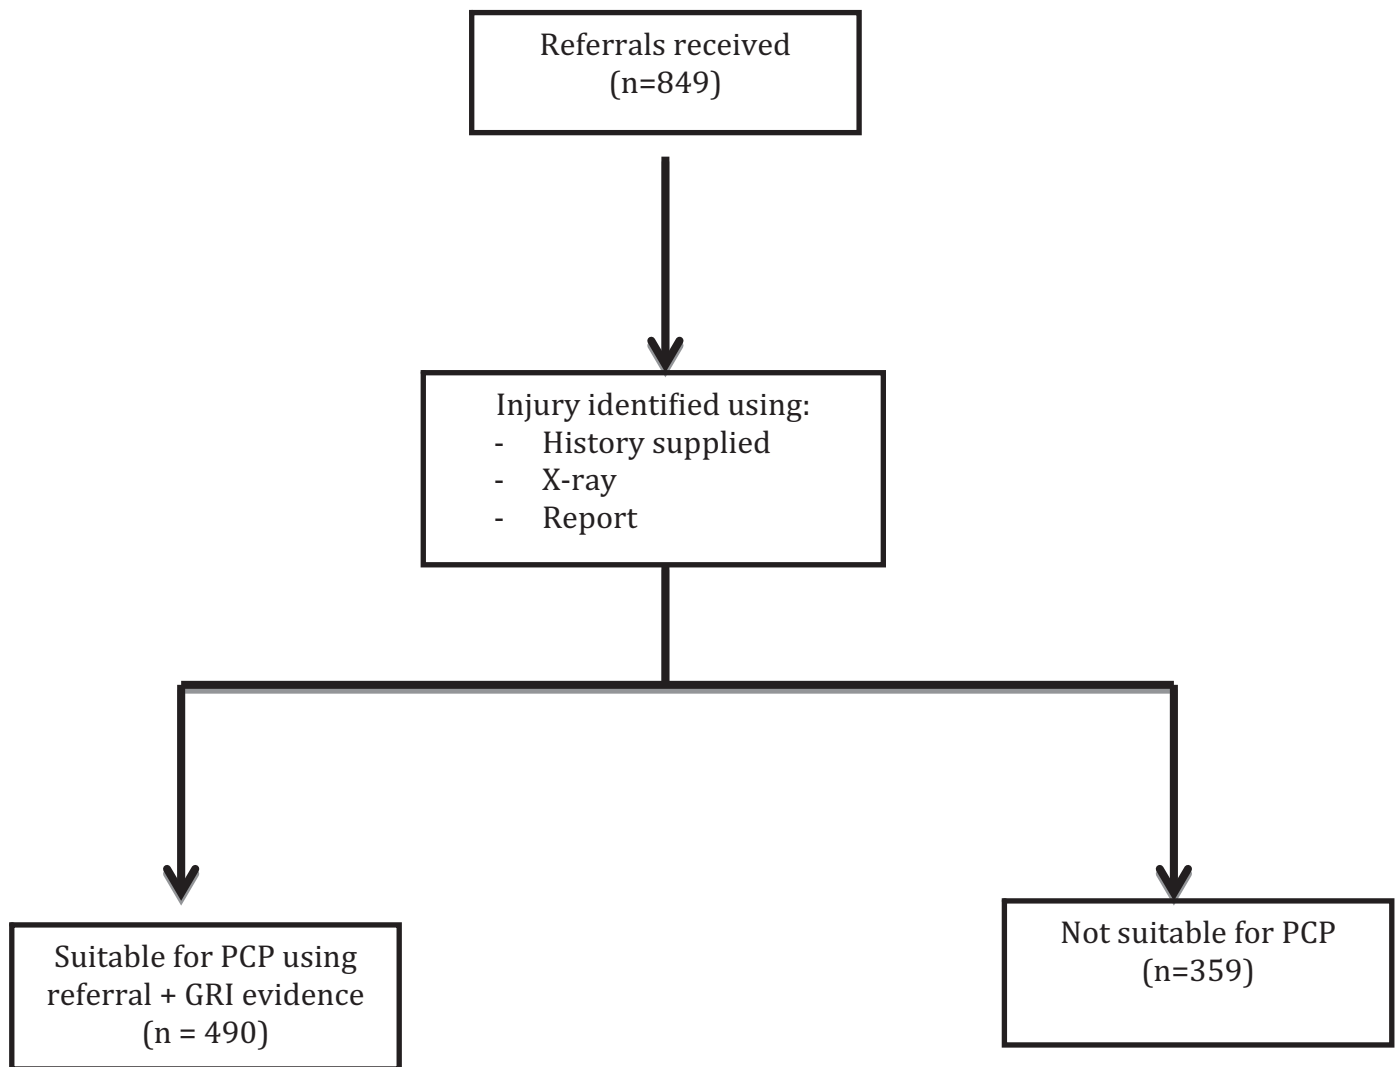 Referrals received
(n=849)
Injury identified using:
- History supplied
- X-ray
- Report
Suitable for PCP using
referral + GRI evidence
(n = 490)
Not suitable for PCP
(n=359)